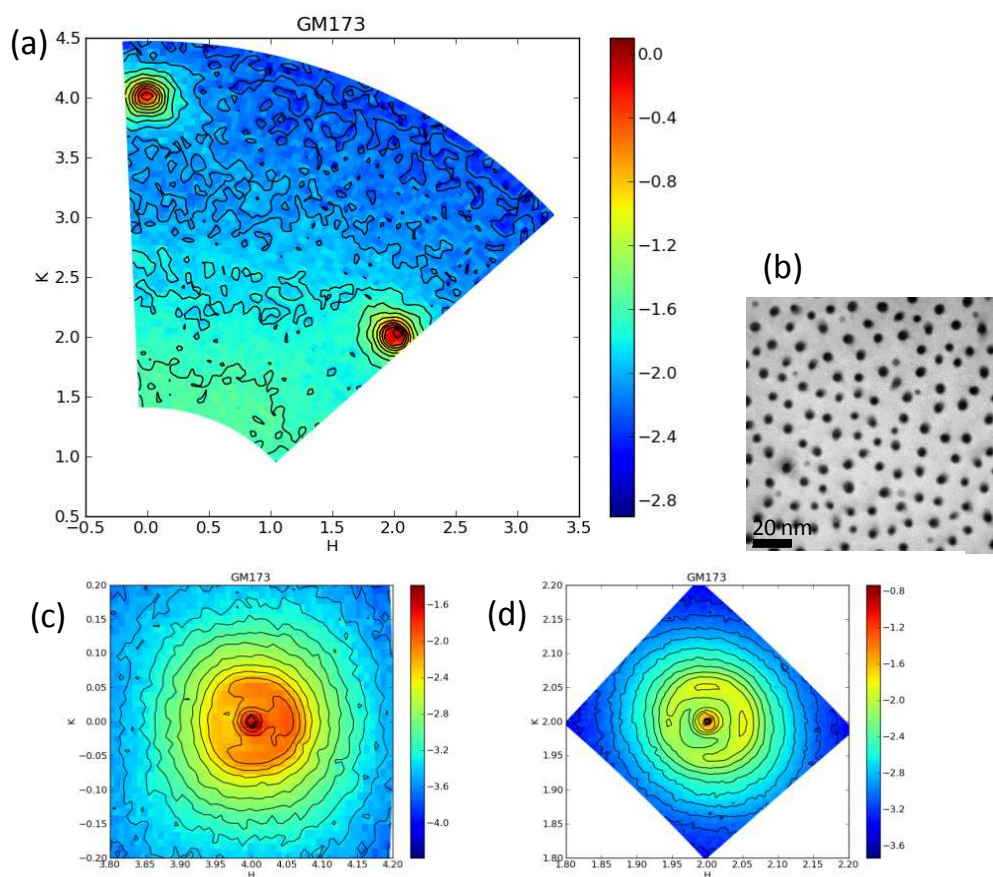 GM173
(a)
4.5
4.0
3.5
3.0
2.5
2.0
1.5
1.0
0.5
K
−0.5 0.0 0.5 1.0 1.5 2.0 2.5 3.0 3.5
H
0.0
−0.4
−0.8
−1.2
−1.6
−2.0
−2.4
−2.8
(b)
20 nm
(c)
GM173
0.20
0.15
0.10
0.05
0.00
−0.05
−0.10
−0.15
−0.20
K
3.80 3.85 3.90 3.95 4.00 4.05 4.10 4.15 4.20
H
−1.6
−2.0
−2.4
−2.8
−3.2
−3.6
−4.0
(d)
GM173
2.20
2.15
2.10
2.05
2.00
1.95
1.90
1.85
1.80
K
1.80 1.85 1.90 1.95 2.00 2.05 2.10 2.15 2.20
H
−0.8
−1.2
−1.6
−2.0
−2.4
−2.8
−3.2
−3.6